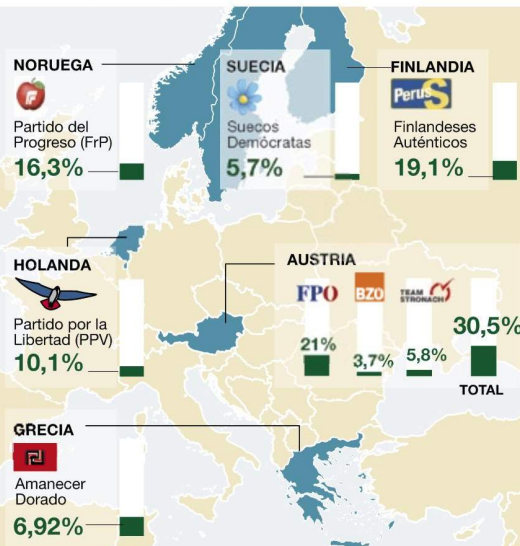 NORUEGA
Partido del
Progreso (FrP)
16,3%
SUECIA
Suecos
Demócratas
5,7%
FINLANDIA
PeruS
Finlandeses
Auténticos
19,1%
HOLANDA
Partido por la
Libertad (PPV)
10,1%
AUSTRIA
FPO
BZO
TEAM
STRONACH
21%
3,7%
5,8%
30,5%
TOTAL
GRECIA
Amanecer
Dorado
6,92%